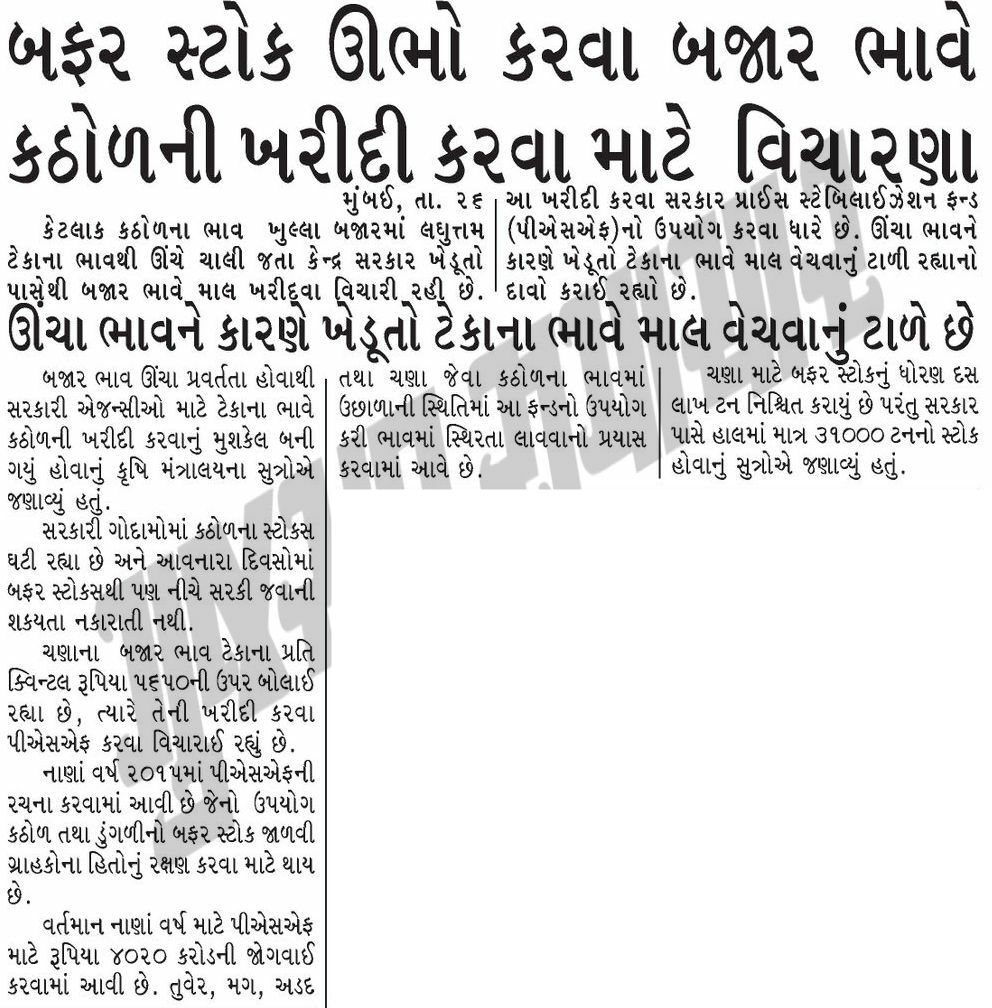 બફર સ્ટોક ઊભો કરવા બજાર ભાવે
કઠોળની ખરીદી કરવા માટે વિચારણા
મુંબઈ, તા. ૨૬
કેટલાક કઠોળના ભાવ ખુલ્લા બજારમાં લઘુત્તમ
ટેકાના ભાવથી ઊંચે ચાલી જતા કેન્દ્ર સરકાર ખેડૂતો
પાસેથી બજાર ભાવે માલ ખરીદવા વિચારી રહી છે.
આ ખરીદી કરવા સરકાર પ્રાઈસ સ્ટેબિલાઈઝેશન ફન્ડ
(પીએસએફ)નો ઉપયોગ કરવા ધારે છે. ઊંચા ભાવને
કારણે ખેડૂતો ટેકાના ભાવે માલ વેચવાનું ટાળી રહ્યાનો
દાવો કરાઈ રહ્યો છે.
ઊંચા ભાવને કારણે ખેડૂતો ટેકાના ભાવે માલ વેચવાનું ટાળે છે
બજાર ભાવ ઊંચા પ્રવર્તતા હોવાથી
સરકારી એજન્સીઓ માટે ટેકાના ભાવે
કઠોળની ખરીદી કરવાનું મુશકેલ બની
ગયું હોવાનું કૃષિ મંત્રાલયના સુત્રોએ
જણાવ્યું હતું.
સરકારી ગોદામોમાં કઠોળના સ્ટોકસ
ઘટી રહ્યા છે અને આવનારા દિવસોમાં
બફર સ્ટોકસથી પણ નીચે સરકી જવાની
શકયતા નકારાતી નથી.
ચણાના બજાર ભાવ ટેકાના પ્રતિ
ક્વિન્ટલ રૂપિયા ૫૬૫૦ની ઉપર બોલાઈ
રહ્યા છે, ત્યારે તેની ખરીદી કરવા
પીએસએફ કરવા વિચારાઈ રહ્યું છે.
નાણાં વર્ષ ૨૦૧૫માં પીએસએફની
રચના કરવામાં આવી છે જેનો ઉપયોગ
કઠોળ તથા ડુંગળીનો બફર સ્ટોક જાળવી
ગ્રાહકોના હિતોનું રક્ષણ કરવા માટે થાય
છે.
વર્તમાન નાણાં વર્ષ માટે પીએસએફ
માટે રૂપિયા ૪૦૨૦ કરોડની જોગવાઈ
કરવામાં આવી છે. તુવેર, મગ, અડદ
તથા ચણા જેવા કઠોળના ભાવમાં
ઉછાળાની સ્થિતિમાં આ ફન્ડનો ઉપયોગ
કરી ભાવમાં સ્થિરતા લાવવાનો પ્રયાસ
કરવામાં આવે છે.
ચણા માટે બફર સ્ટોકનું ધોરણ દસ
લાખ ટન નિશ્ચિત કરાયું છે પરંતુ સરકાર
પાસે હાલમાં માત્ર ૩૧૦૦૦ ટનનો સ્ટોક
હોવાનું સુત્રોએ જણાવ્યું હતું.